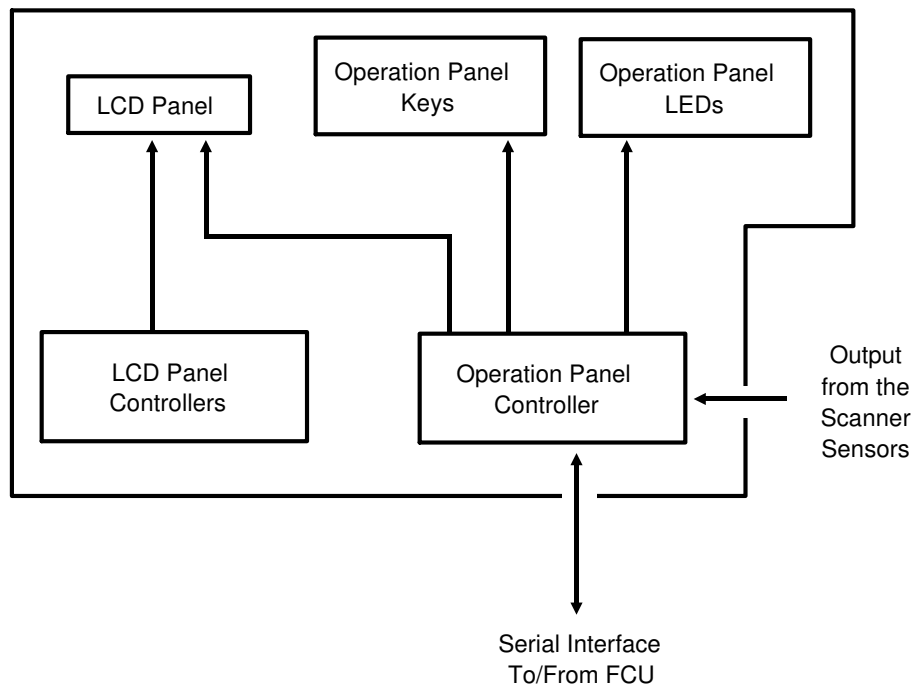 LCD Panel
Operation Panel
Keys
Operation Panel
LEDs
LCD Panel
Controllers
Operation Panel
Controller
Output
from the
Scanner
Sensors
Serial Interface
To/From FCU